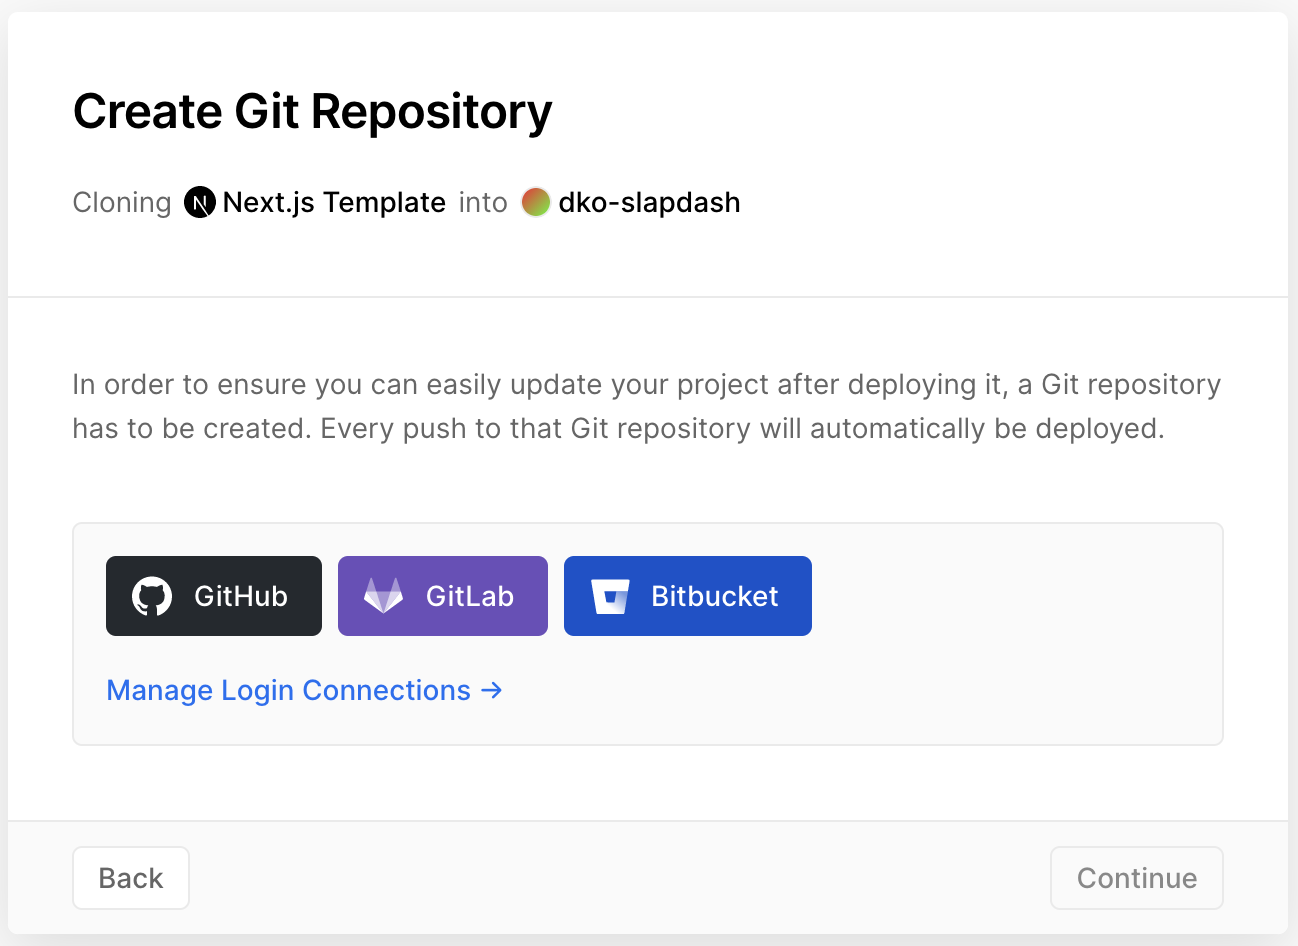 Create Git Repository
Cloning Next.js Template into dko-slapdash
In order to ensure you can easily update your project after deploying it, a Git repository
has to be created. Every push to that Git repository will automatically be deployed.
GitHub GitLab Bitbucket
Manage Login Connections →
Back Continue